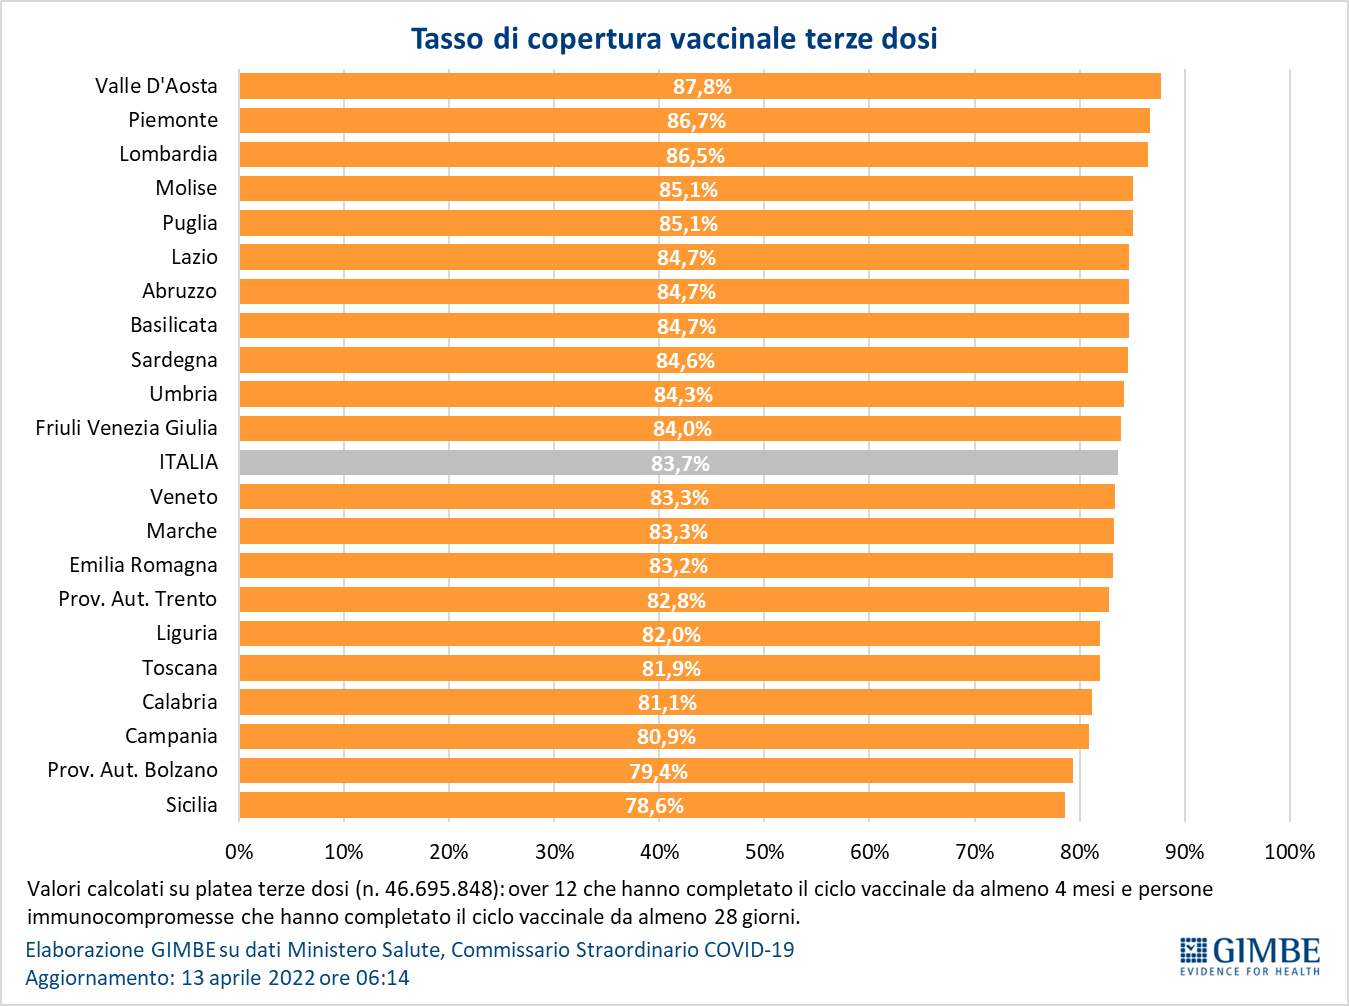 Tasso di copertura vaccinale terze dosi
Valle D'Aosta 87,8%
Piemonte 86,7%
Lombardia 86,5%
Molise 85,1%
Puglia 85,1%
Lazio 84,7%
Abruzzo 84,7%
Basilicata 84,7%
Sardegna 84,6%
Umbria 84,3%
Friuli Venezia Giulia 84,0%
ITALIA 83,7%
Veneto 83,3%
Marche 83,3%
Emilia Romagna 83,2%
Prov. Aut. Trento 82,8%
Liguria 82,0%
Toscana 81,9%
Calabria 81,1%
Campania 80,9%
Prov. Aut. Bolzano 79,4%
Sicilia 78,6%
0% 10% 20% 30% 40% 50% 60% 70% 80% 90% 100%
Valori calcolati su platea terze dosi (n. 46.695.848): over 12 che hanno completato il ciclo vaccinale da almeno 4 mesi e persone
immunocompromesse che hanno completato il ciclo vaccinale da almeno 28 giorni.
Elaborazione GIMBE su dati Ministero Salute, Commissario Straordinario COVID-19
Aggiornamento: 13 aprile 2022 ore 06:14
GIMBE
EVIDENCE FOR HEALTH